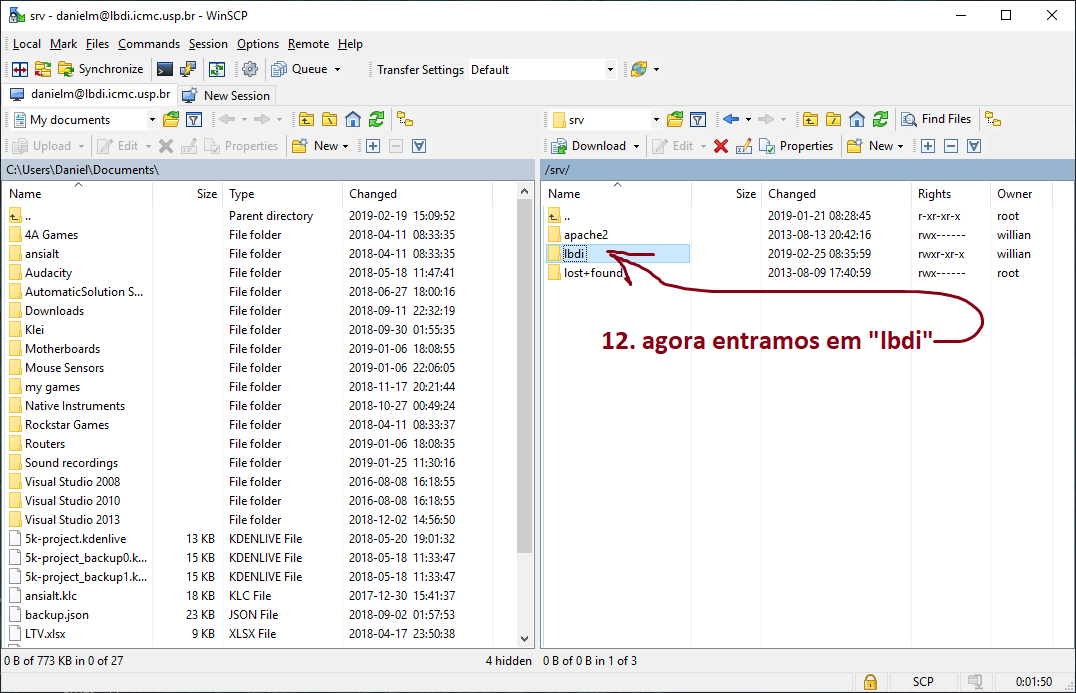 srv - danielm@lbdi.icmc.usp.br - WinSCP
Local Mark Files Commands Session Options Remote Help
Synchronize Queue Transfer Settings Default
danielm@lbdi.icmc.usp.br New Session
My documents srv Find Files
Upload Edit Properties New Download Edit Properties New
C:\Users\Daniel\Documents\ /srv/
Name Size Type Changed Name Size Changed Rights Owner
.. Parent directory 2019-02-19 15:09:52 .. 2019-01-21 08:28:45 r-xr-xr-x root
4A Games File folder 2018-04-11 08:33:35 apache2 2013-08-13 20:42:16 rwx------ willian
ansialt File folder 2018-04-11 08:33:35 lbdi 2019-02-25 08:35:59 rwxr-xr-x willian
Audacity File folder 2018-05-18 11:47:41 lost+found 2013-08-09 17:40:59 rwx------ root
AutomaticSolution S... File folder 2018-06-27 18:00:16
Downloads File folder 2018-09-11 22:32:19
Klei File folder 2018-09-30 01:55:35
12. agora entramos em "lbdi"
Motherboards File folder 2019-01-06 18:08:55
Mouse Sensors File folder 2019-01-06 22:06:05
my games File folder 2018-11-17 20:21:44
Native Instruments File folder 2018-10-27 00:49:24
Rockstar Games File folder 2018-04-11 08:33:37
Routers File folder 2019-01-06 18:08:35
Sound recordings File folder 2019-01-25 11:30:16
Visual Studio 2008 File folder 2016-08-08 16:18:55
Visual Studio 2010 File folder 2016-08-08 16:18:55
Visual Studio 2013 File folder 2018-12-02 14:56:50
5k-project.kdenlive 13 KB KDENLIVE File 2018-05-20 19:01:32
5k-project_backup0.k... 15 KB KDENLIVE File 2018-05-18 11:33:47
5k-project_backup1.k... 15 KB KDENLIVE File 2018-05-18 11:33:47
ansialt.klc 18 KB KLC File 2017-12-30 15:41:37
backup.json 23 KB JSON File 2018-09-02 01:57:53
LTV.xlsx 9 KB XLSX File 2018-04-17 23:50:38
0 B of 773 KB in 0 of 27 4 hidden 0 B of 0 B in 1 of 3
SCP 0:01:50